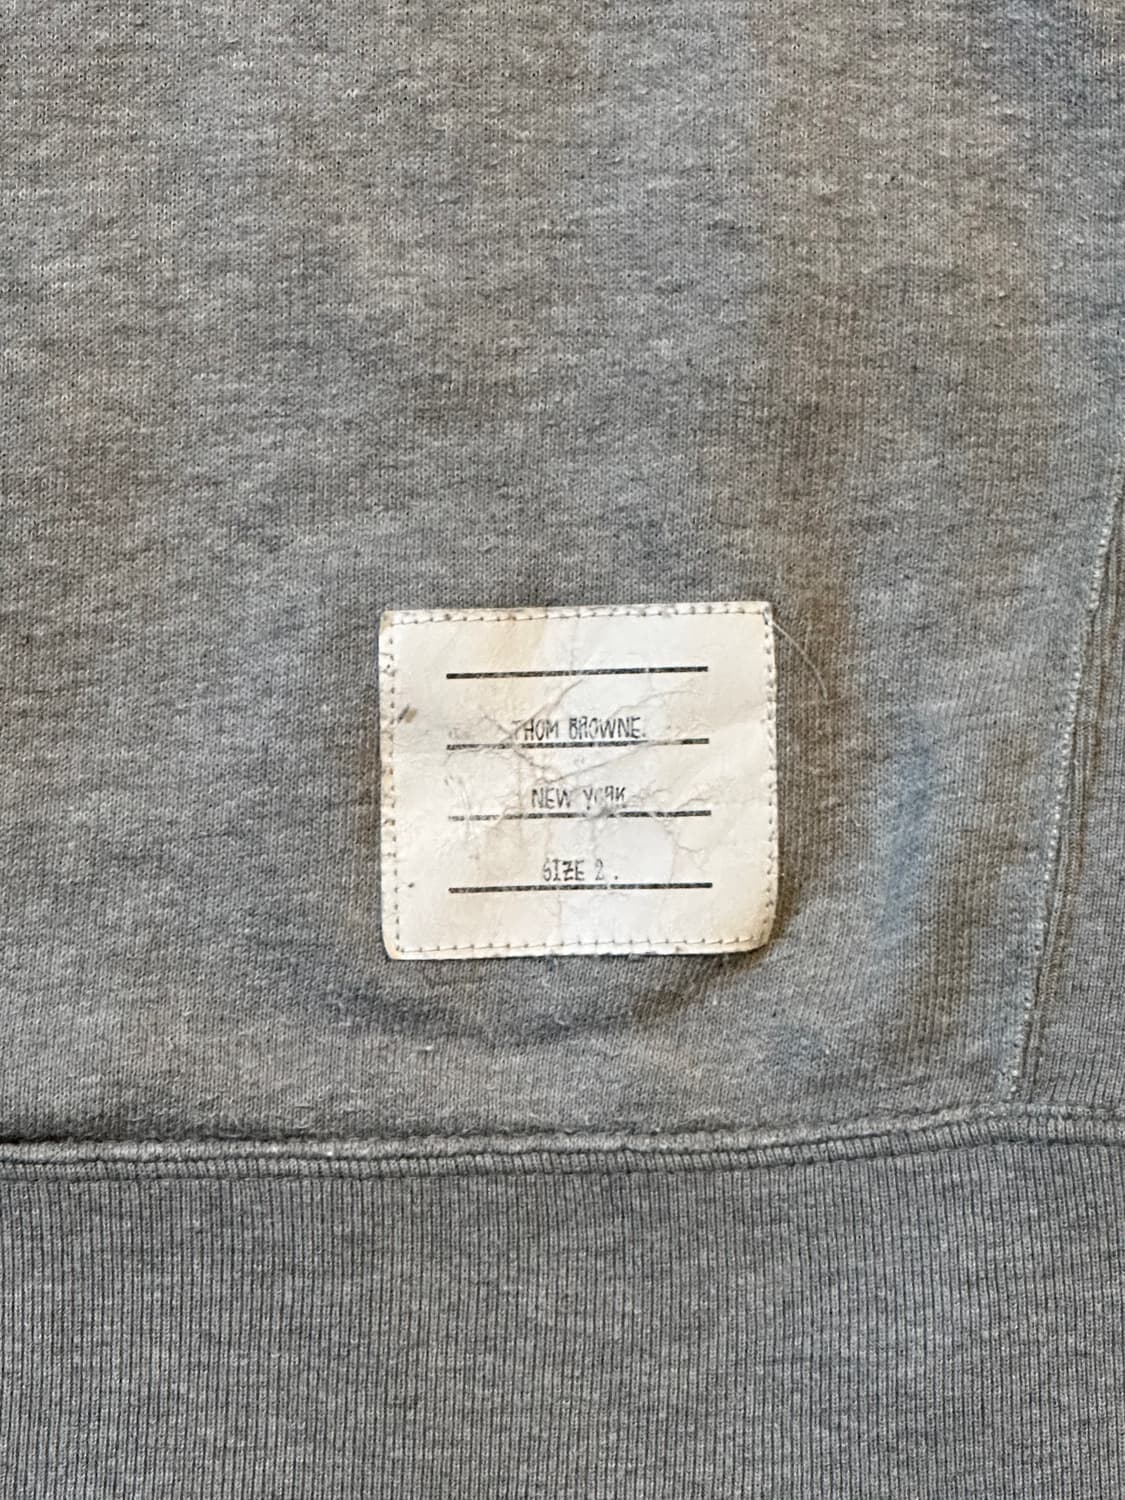 THOM BROWNE.
NEW YORK
SIZE 2.